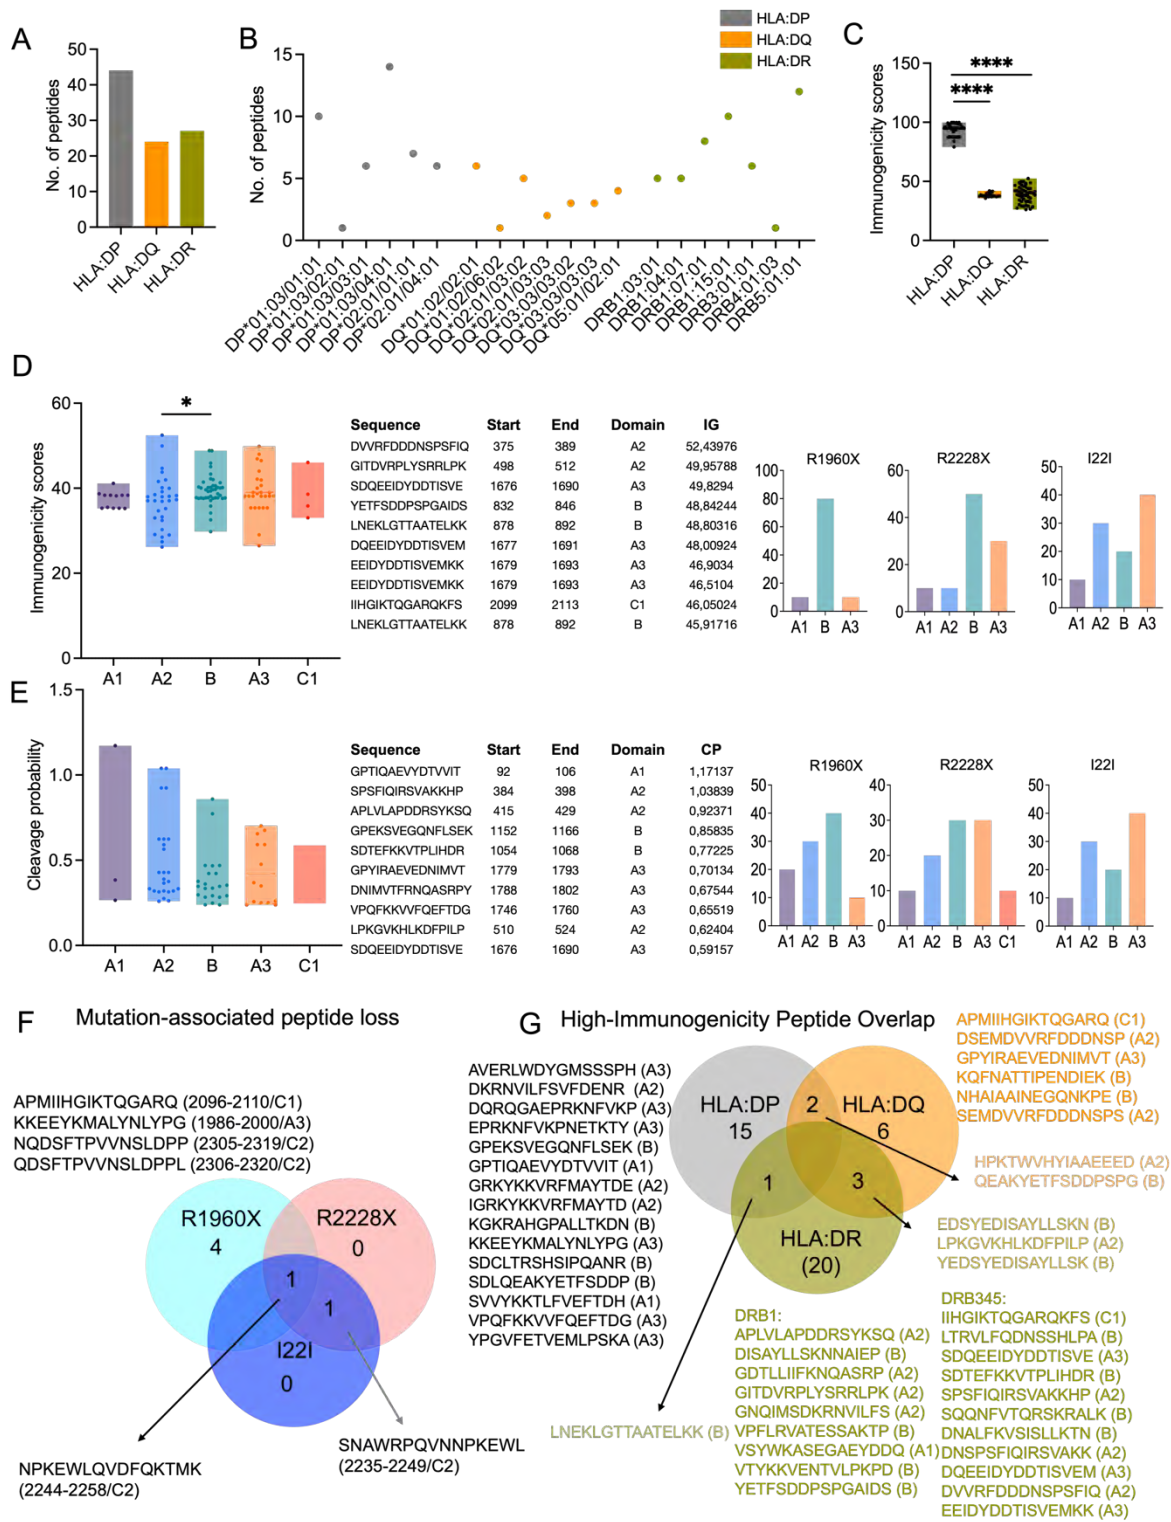 A
No. of peptides
50
40
30
20
10
0
HLA:DP
HLA:DQ
HLA:DR
B
No. of peptides
15
10
5
0
DP*01:03/01:01
DP*01:03/02:01
DP*01:03/03:01
DP*01:03/04:01
DP*02:01/01:01
DP*02:01/04:01
DQ*01:02/02:01
DQ*01:02/06:02
DQ*02:01/03:02
DQ*02:01/03:03
DQ*03:03/03:02
DQ*03:03/03:03
DQ*05:01/02:01
DRB1:03:01
DRB1:04:01
DRB1:07:01
DRB1:15:01
DRB3:01:01
DRB4:01:03
DRB5:01:01
HLA:DP
HLA:DQ
HLA:DR
C
Immunogenicity scores
150
100
50
0
****
****
HLA:DP
HLA:DQ
HLA:DR
D
Immunogenicity scores
60
40
20
0
*
A1 A2 B A3 C1
Sequence Start End Domain IG
DVVRFDDDNSPSFIQ 375 389 A2 52,43976
GITDVRPLYSRRLPK 498 512 A2 49,95788
SDQEEIDYDDTISVE 1676 1690 A3 49,8294
YETFSDDPSPGAIDS 832 846 B 48,84244
LNEKLGTTAATELKK 878 892 B 48,80316
DQEEIDYDDTISVEM 1677 1691 A3 48,00924
EEIDYDDTISVEMKK 1679 1693 A3 46,9034
EEIDYDDTISVEMKK 1679 1693 A3 46,5104
IIHGIKTQGARQKFS 2099 2113 C1 46,05024
LNEKLGTTAATELKK 878 892 B 45,91716
R1960X
100
80
60
40
20
0
A1 B A3
R2228X
60
40
20
0
A1 A2 B A3
I22I
50
40
30
20
10
0
A1 A2 B A3
E
Cleavage probability
1.5
1.0
0.5
0.0
A1 A2 B A3 C1
Sequence Start End Domain CP
GPTIQAEVYDTVVIT 92 106 A1 1,17137
SPSFIQIRSVAKKHP 384 398 A2 1,03839
APLVLAPDDRSYKSQ 415 429 A2 0,92371
GPEKSVEGQNFLSEK 1152 1166 B 0,85835
SDTEFKKVTPLIHDR 1054 1068 B 0,77225
GPYIRAEVEDNIMVT 1779 1793 A3 0,70134
DNIMVTFRNQASRPY 1788 1802 A3 0,67544
VPQFKKVVFQEFTDG 1746 1760 A3 0,65519
LPKGVKHLKDFPILP 510 524 A2 0,62404
SDQEEIDYDDTISVE 1676 1690 A3 0,59157
R1960X
50
40
30
20
10
0
A1 A2 B A3
R2228X
40
30
20
10
0
A1 A2 B A3 C1
I22I
50
40
30
20
10
0
A1 A2 B A3
F Mutation-associated peptide loss
APMIIHGIKTQGARQ (2096-2110/C1)
KKEEYKMALYNLYPG (1986-2000/A3)
NQDSFTPVVNSLDPP (2305-2319/C2)
QDSFTPVVNSLDPPL (2306-2320/C2)
R1960X
4
R2228X
0
1
1
I22I
0
NPKEWLQVDFQKTMK
(2244-2258/C2)
SNAWRPQVNNPKEWL
(2235-2249/C2)
G High-Immunogenicity Peptide Overlap
AVERLWDYGMSSSPH (A3)
DKRNVILFSVFDENR (A2)
DQRQGAEPRKNFVKP (A3)
EPRKNFVKPNETKTY (A3)
GPEKSVEGQNFLSEK (B)
GPTIQAEVYDTVVIT (A1)
GRKYKKVRFMAYTDE (A2)
IGRKYKKVRFMAYTD (A2)
KGKRAHGPALLTKDN (B)
KKEEYKMALYNLYPG (A3)
SDCLTRSHSIPQANR (B)
SDLQEAKYETFSDDP (B)
SVVYKKTLFVEFTDH (A1)
VPQFKKVVFQEFTDG (A3)
YPGVFETVEMLPSKA (A3)
HLA:DP
15
2
HLA:DQ
6
1
3
HLA:DR
(20)
APMIIHGIKTQGARQ (C1)
DSEMDVVRFDDDNSP (A2)
GPYIRAEVEDNIMVT (A3)
KQFNATTIPENDIEK (B)
NHAIAAINEGQNKPE (B)
SEMDVVRFDDDNSPS (A2)
HPKTWVHYIAAEEED (A2)
QEAKYETFSDDPSPG (B)
EDSYEDISAYLLSKN (B)
LPKGVKHLKDFPILP (A2)
YEDSYEDISAYLLSK (B)
LNEKLGTTAATELKK (B)
DRB1:
APLVLAPDDRSYKSQ (A2)
DISAYLLSKNNAIEP (B)
GDTLLIIFKNQASRP (A2)
GITDVRPLYSRRLPK (A2)
GNQIMSDKRNVILFS (A2)
VPFLRVATESSAKTP (B)
VSYWKASEGAEYDDQ (A1)
VTYKKVENTVLPKPD (B)
YETFSDDPSPGAIDS (B)
DRB345:
IIHGIKTQGARQKFS (C1)
LTRVLFQDNSSHLPA (B)
SDQEEIDYDDTISVE (A3)
SDTEFKKVTPLIHDR (B)
SPSFIQIRSVAKKHP (A2)
SQQNFVTQRSKRALK (B)
DNALFKVSISLLKTN (B)
DNSPSFIQIRSVAKK (A2)
DQEEIDYDDTISVEM (A3)
DVVRFDDDNSPSFIQ (A2)
EEIDYDDTISVEMKK (A3)